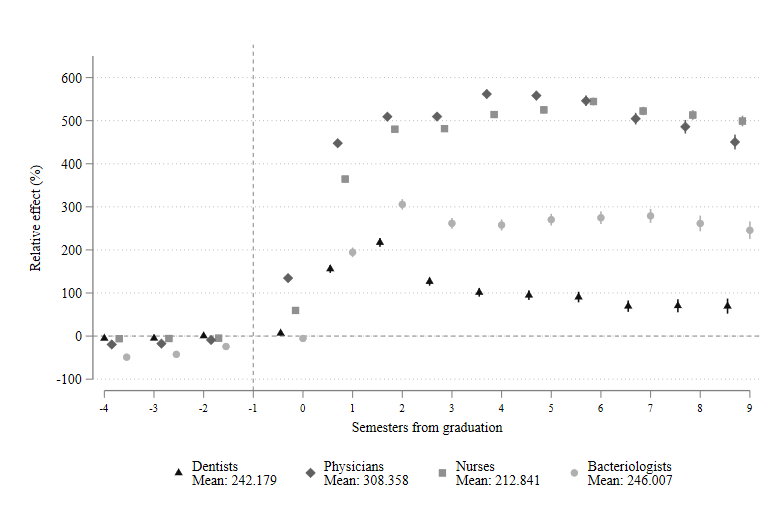 600
500
400
300
200
100
0
-100
Relative effect (%)
-4 -3 -2 -1 0 1 2 3 4 5 6 7 8 9
Semesters from graduation
Dentists Physicians Nurses Bacteriologists
Mean: 242.179 Mean: 308.358 Mean: 212.841 Mean: 246.007